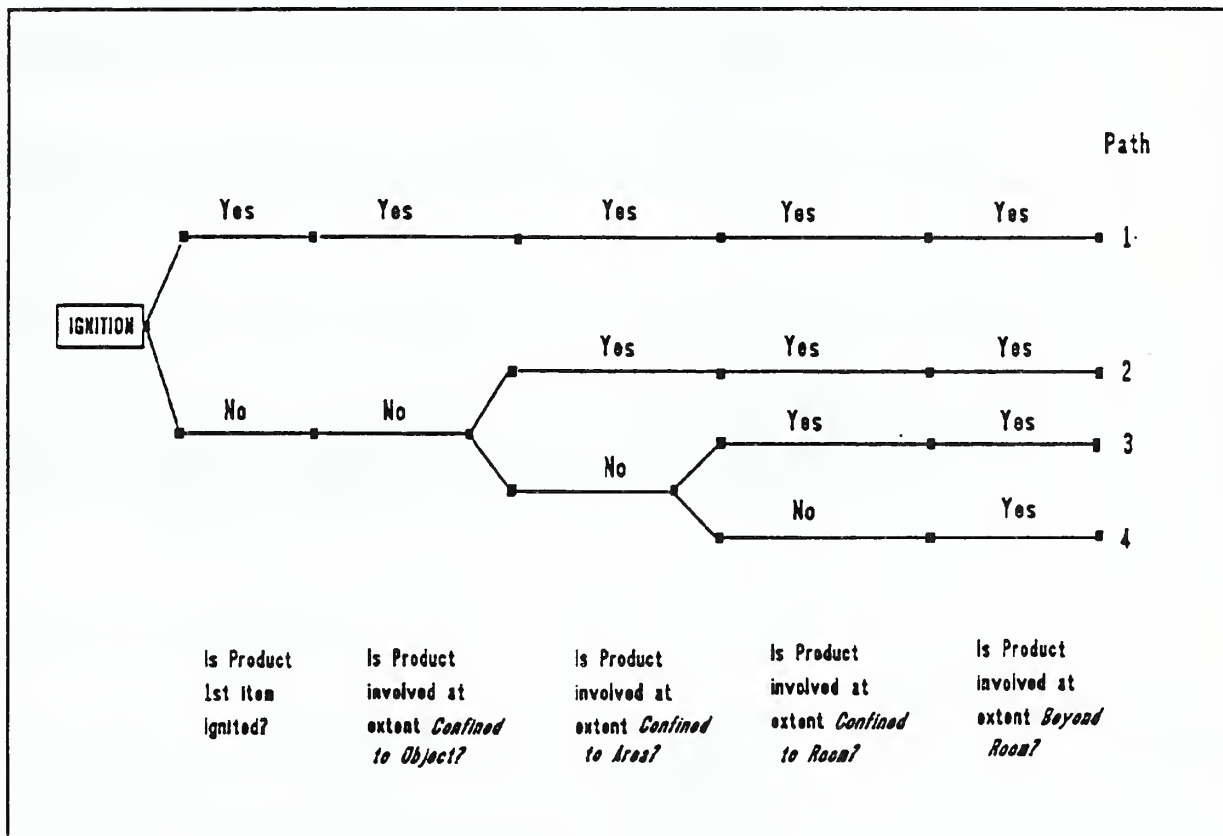 Path
Yes Yes Yes Yes Yes 1
IGNITION
Yes Yes Yes 2
No No
Yes Yes 3
No
No Yes 4
Is Product Is Product Is Product Is Product Is Product
1st Item involved at involved at involved at involved at
Ignited? extent Confined extent Confined extent Confined extent Beyond
to Object? to Area? to Room? Room?